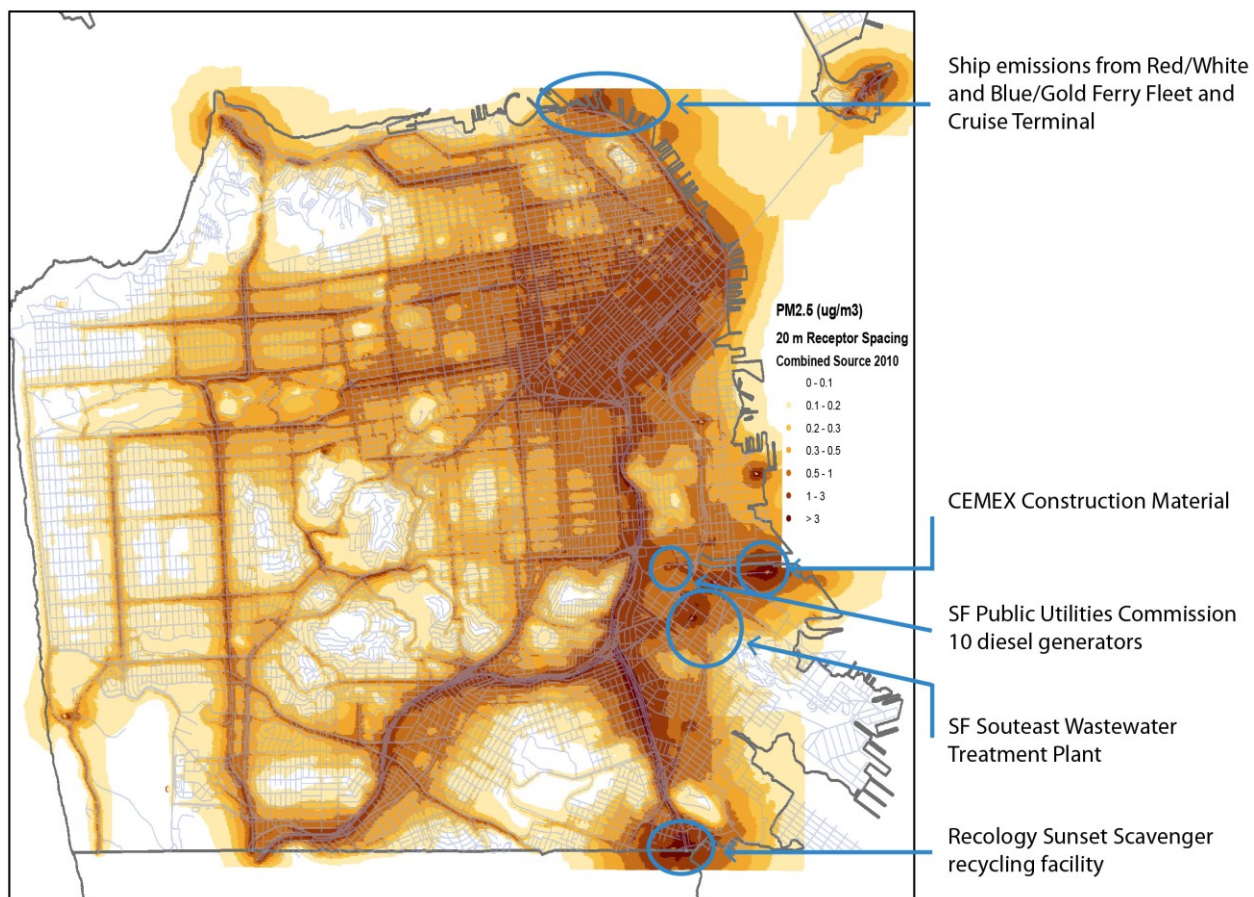 Ship emissions from Red/White
and Blue/Gold Ferry Fleet and
Cruise Terminal
PM2.5 (ug/m3)
20 m Receptor Spacing
Combined Source 2010
0 - 0.1
0.1 - 0.2
0.2 - 0.3
0.3 - 0.5
0.5 - 1
1 - 3
> 3
CEMEX Construction Material
SF Public Utilities Commission
10 diesel generators
SF Souteast Wastewater
Treatment Plant
Recology Sunset Scavenger
recycling facility